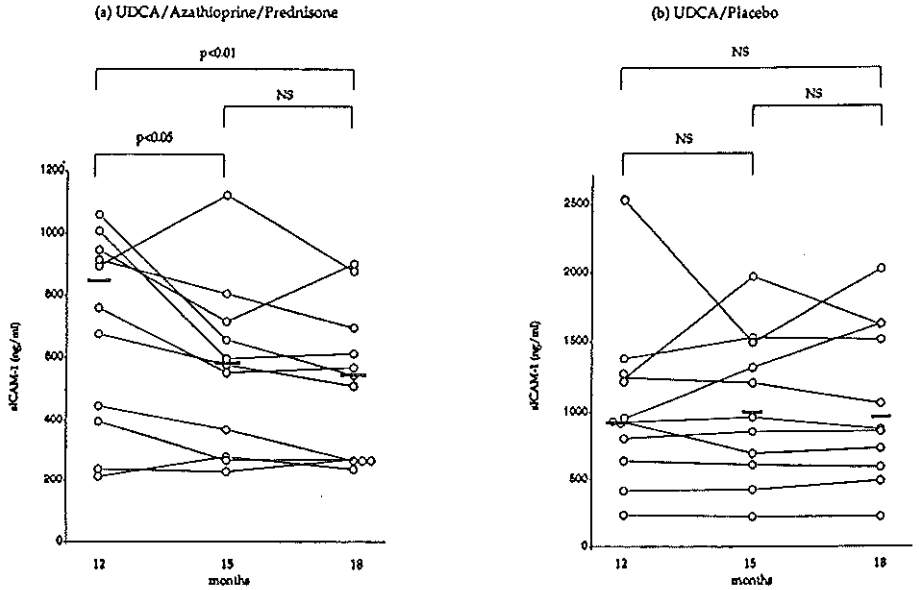 (a) UDCA/Azathioprine/Prednisone
p<0.01
NS
p<0.05
1200
1000
800
600
400
200
0
sICAM-1 (ng/ml)
12
15
18
months
(b) UDCA/Placebo
NS
NS
NS
2500
2000
1500
1000
500
0
sICAM-1 (ng/ml)
12
15
18
months